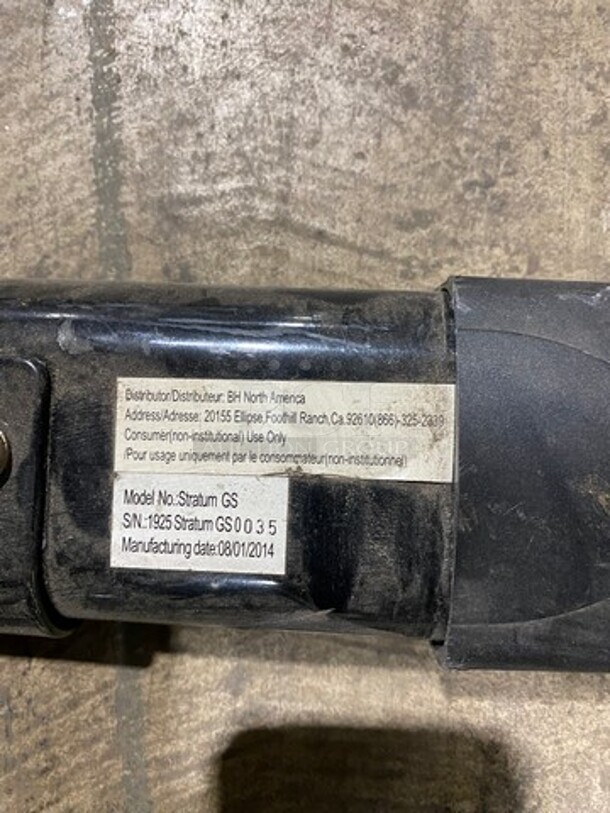 Distributor/Distributeur: BH North America
Address/Adresse: 20155 Ellipse,Foothill Ranch,Ca.92610(866)-325-2339
Consumer(non-institutional) Use Only
/Pour usage uniquement par le consommateur(non-institutionnel)
Model No.:Stratum GS
S/N.:1925 Stratum GS0035
Manufacturing date:08/01/2014